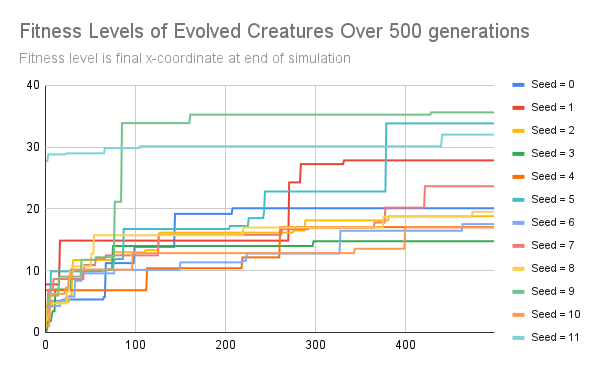 Fitness Levels of Evolved Creatures Over 500 generations
Fitness level is final x-coordinate at end of simulation
40
30
20
10
0
0 100 200 300 400
Seed = 0
Seed = 1
Seed = 2
Seed = 3
Seed = 4
Seed = 5
Seed = 6
Seed = 7
Seed = 8
Seed = 9
Seed = 10
Seed = 11